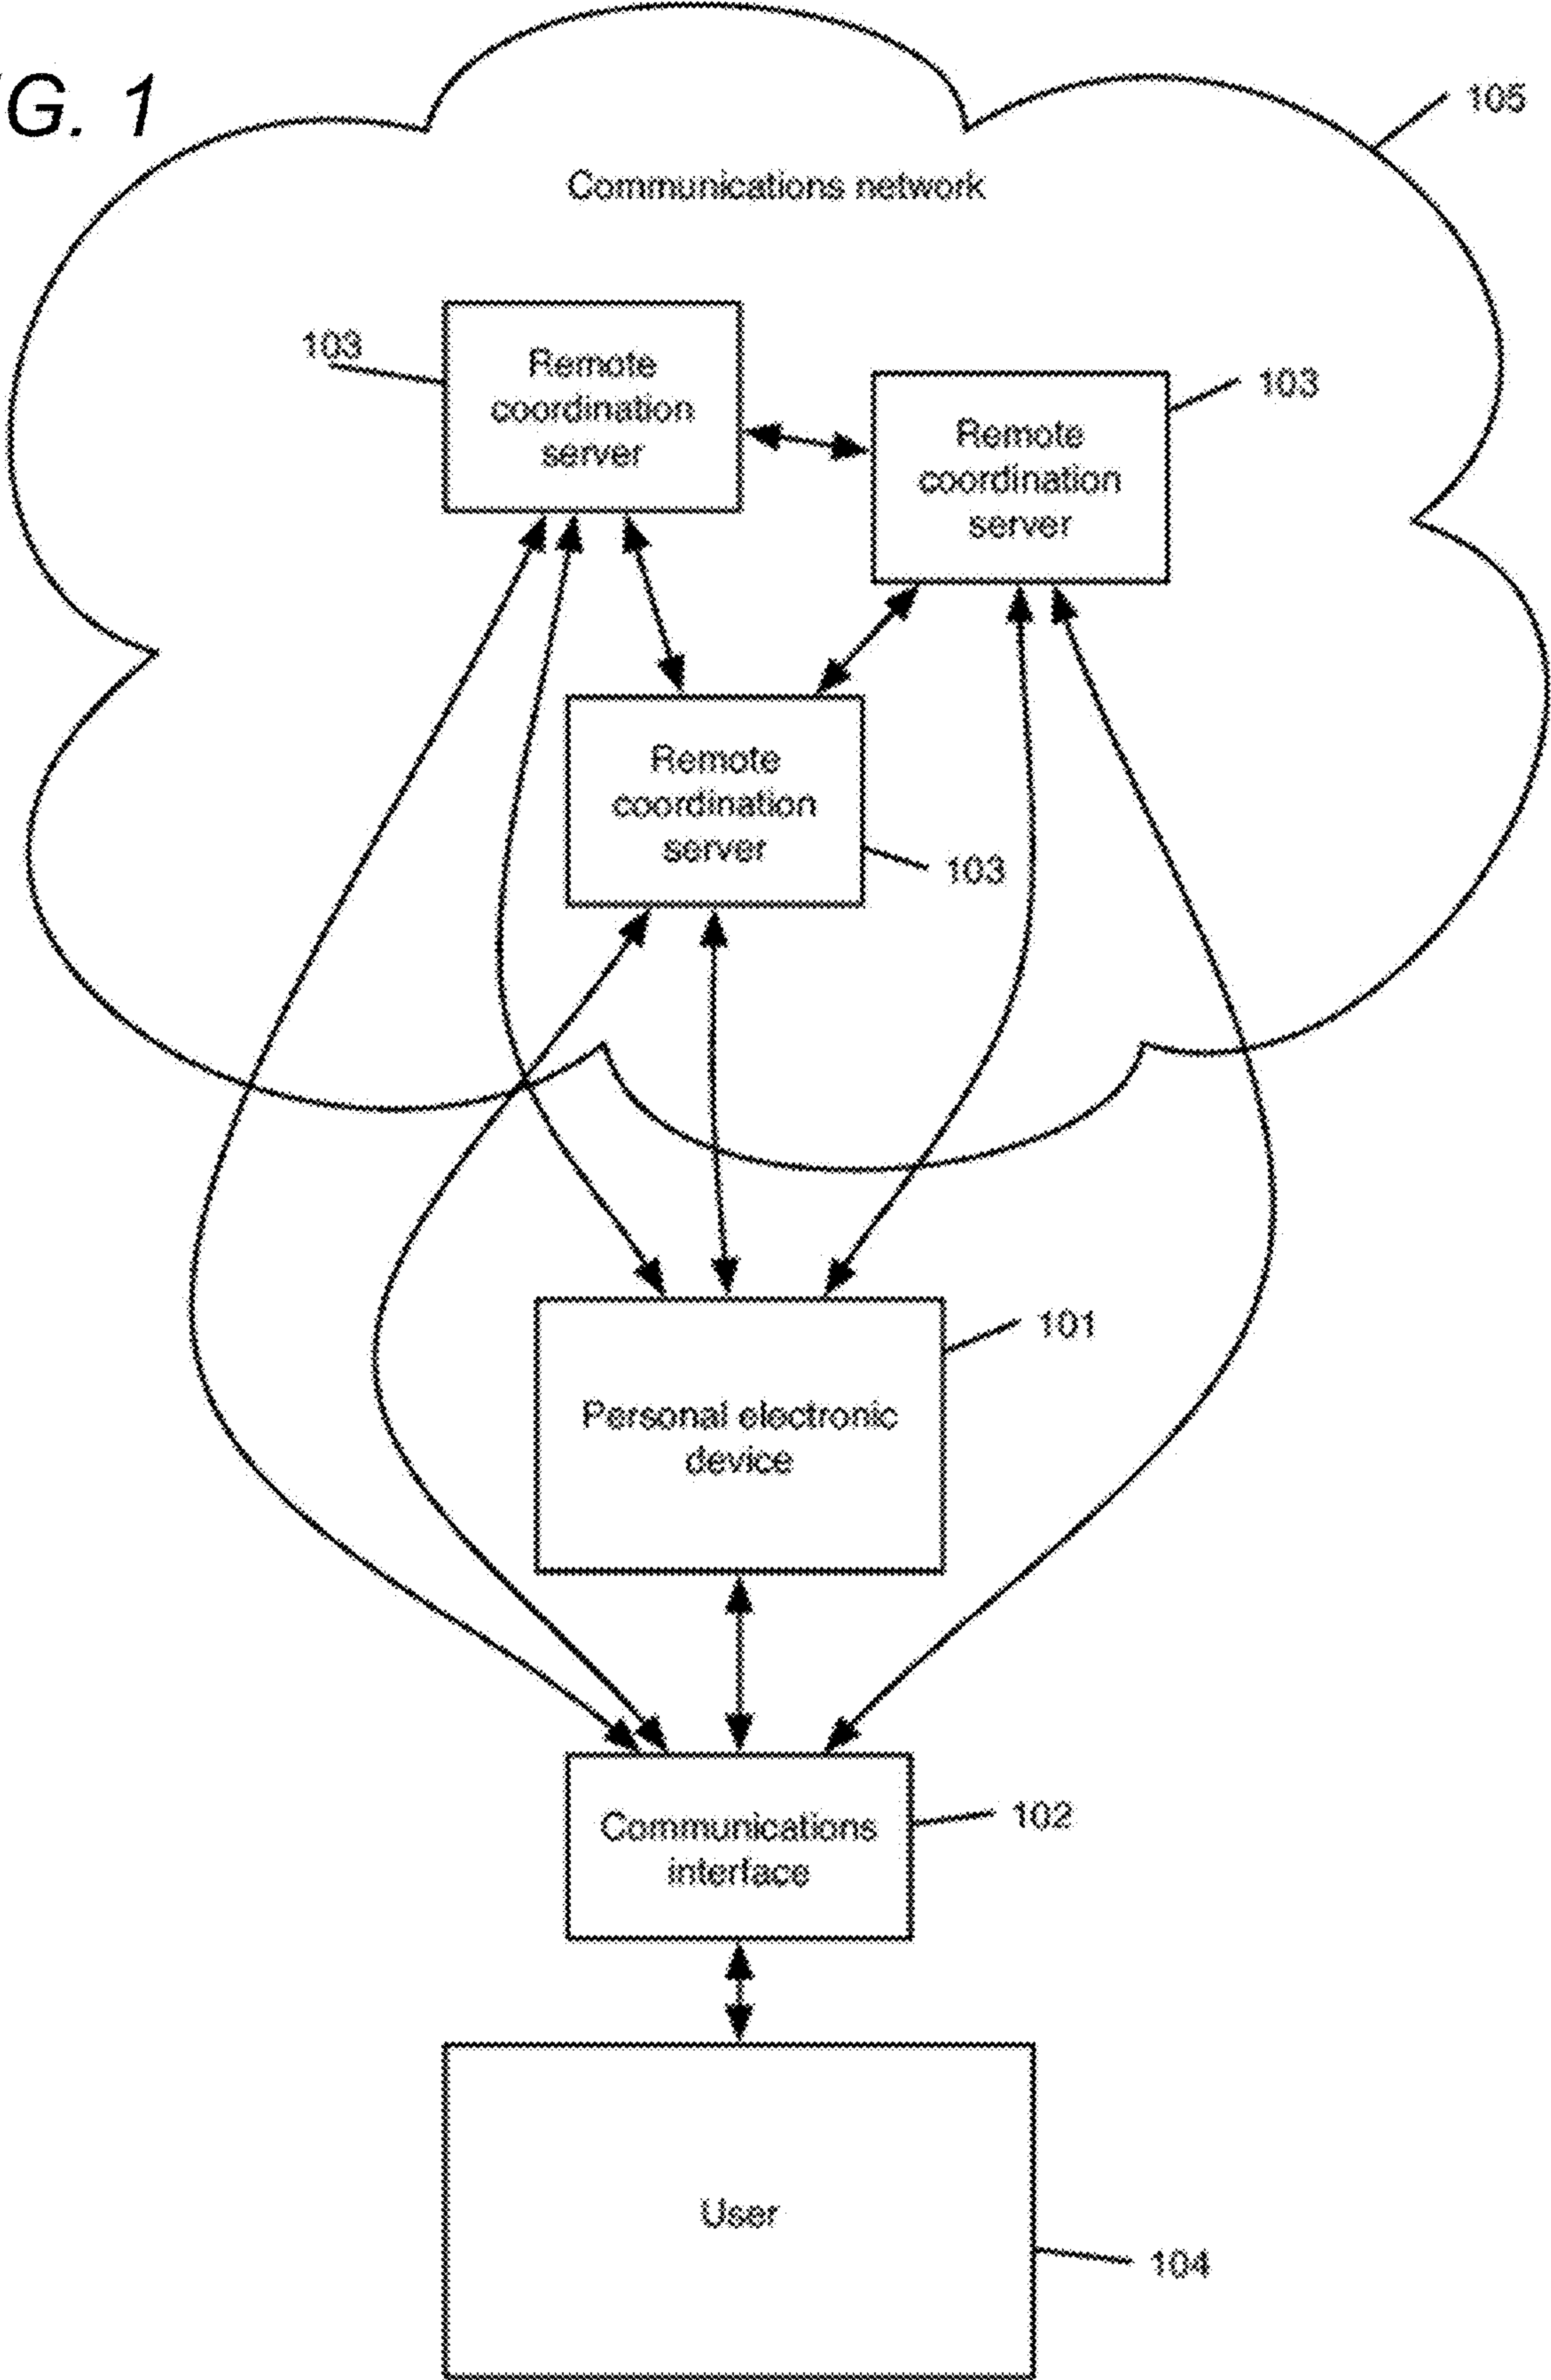 G. 1
105
Communications network
103
Remote
coordination
server
103
Remote
coordination
server
Remote
coordination
server
103
101
Personal electronic
device
102
Communications
interface
User
104